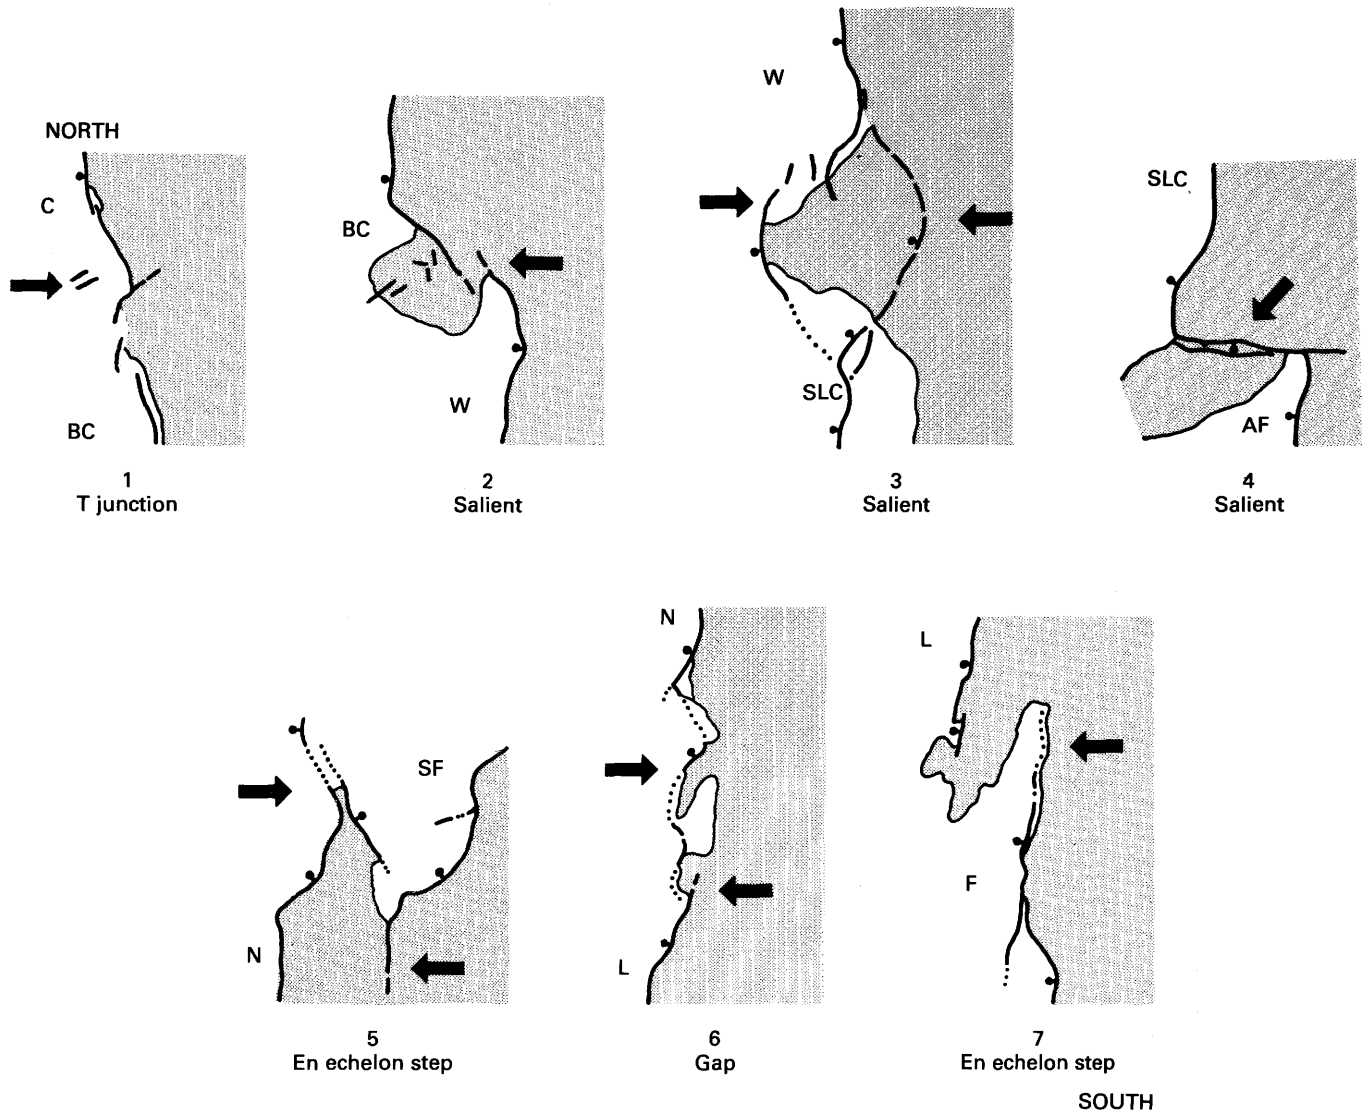 NORTH
C
BC
1
T junction
BC
W
2
Salient
W
SLC
3
Salient
SLC
AF
4
Salient
SF
N
5
En echelon step
N
L
6
Gap
L
F
7
En echelon step
SOUTH